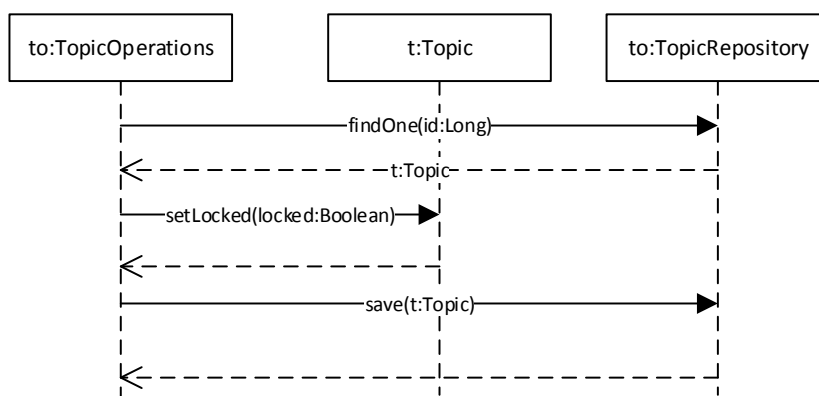 to:TopicOperations
t:Topic
to:TopicRepository
findOne(id:Long)
t:Topic
setLocked(locked:Boolean)
save(t:Topic)